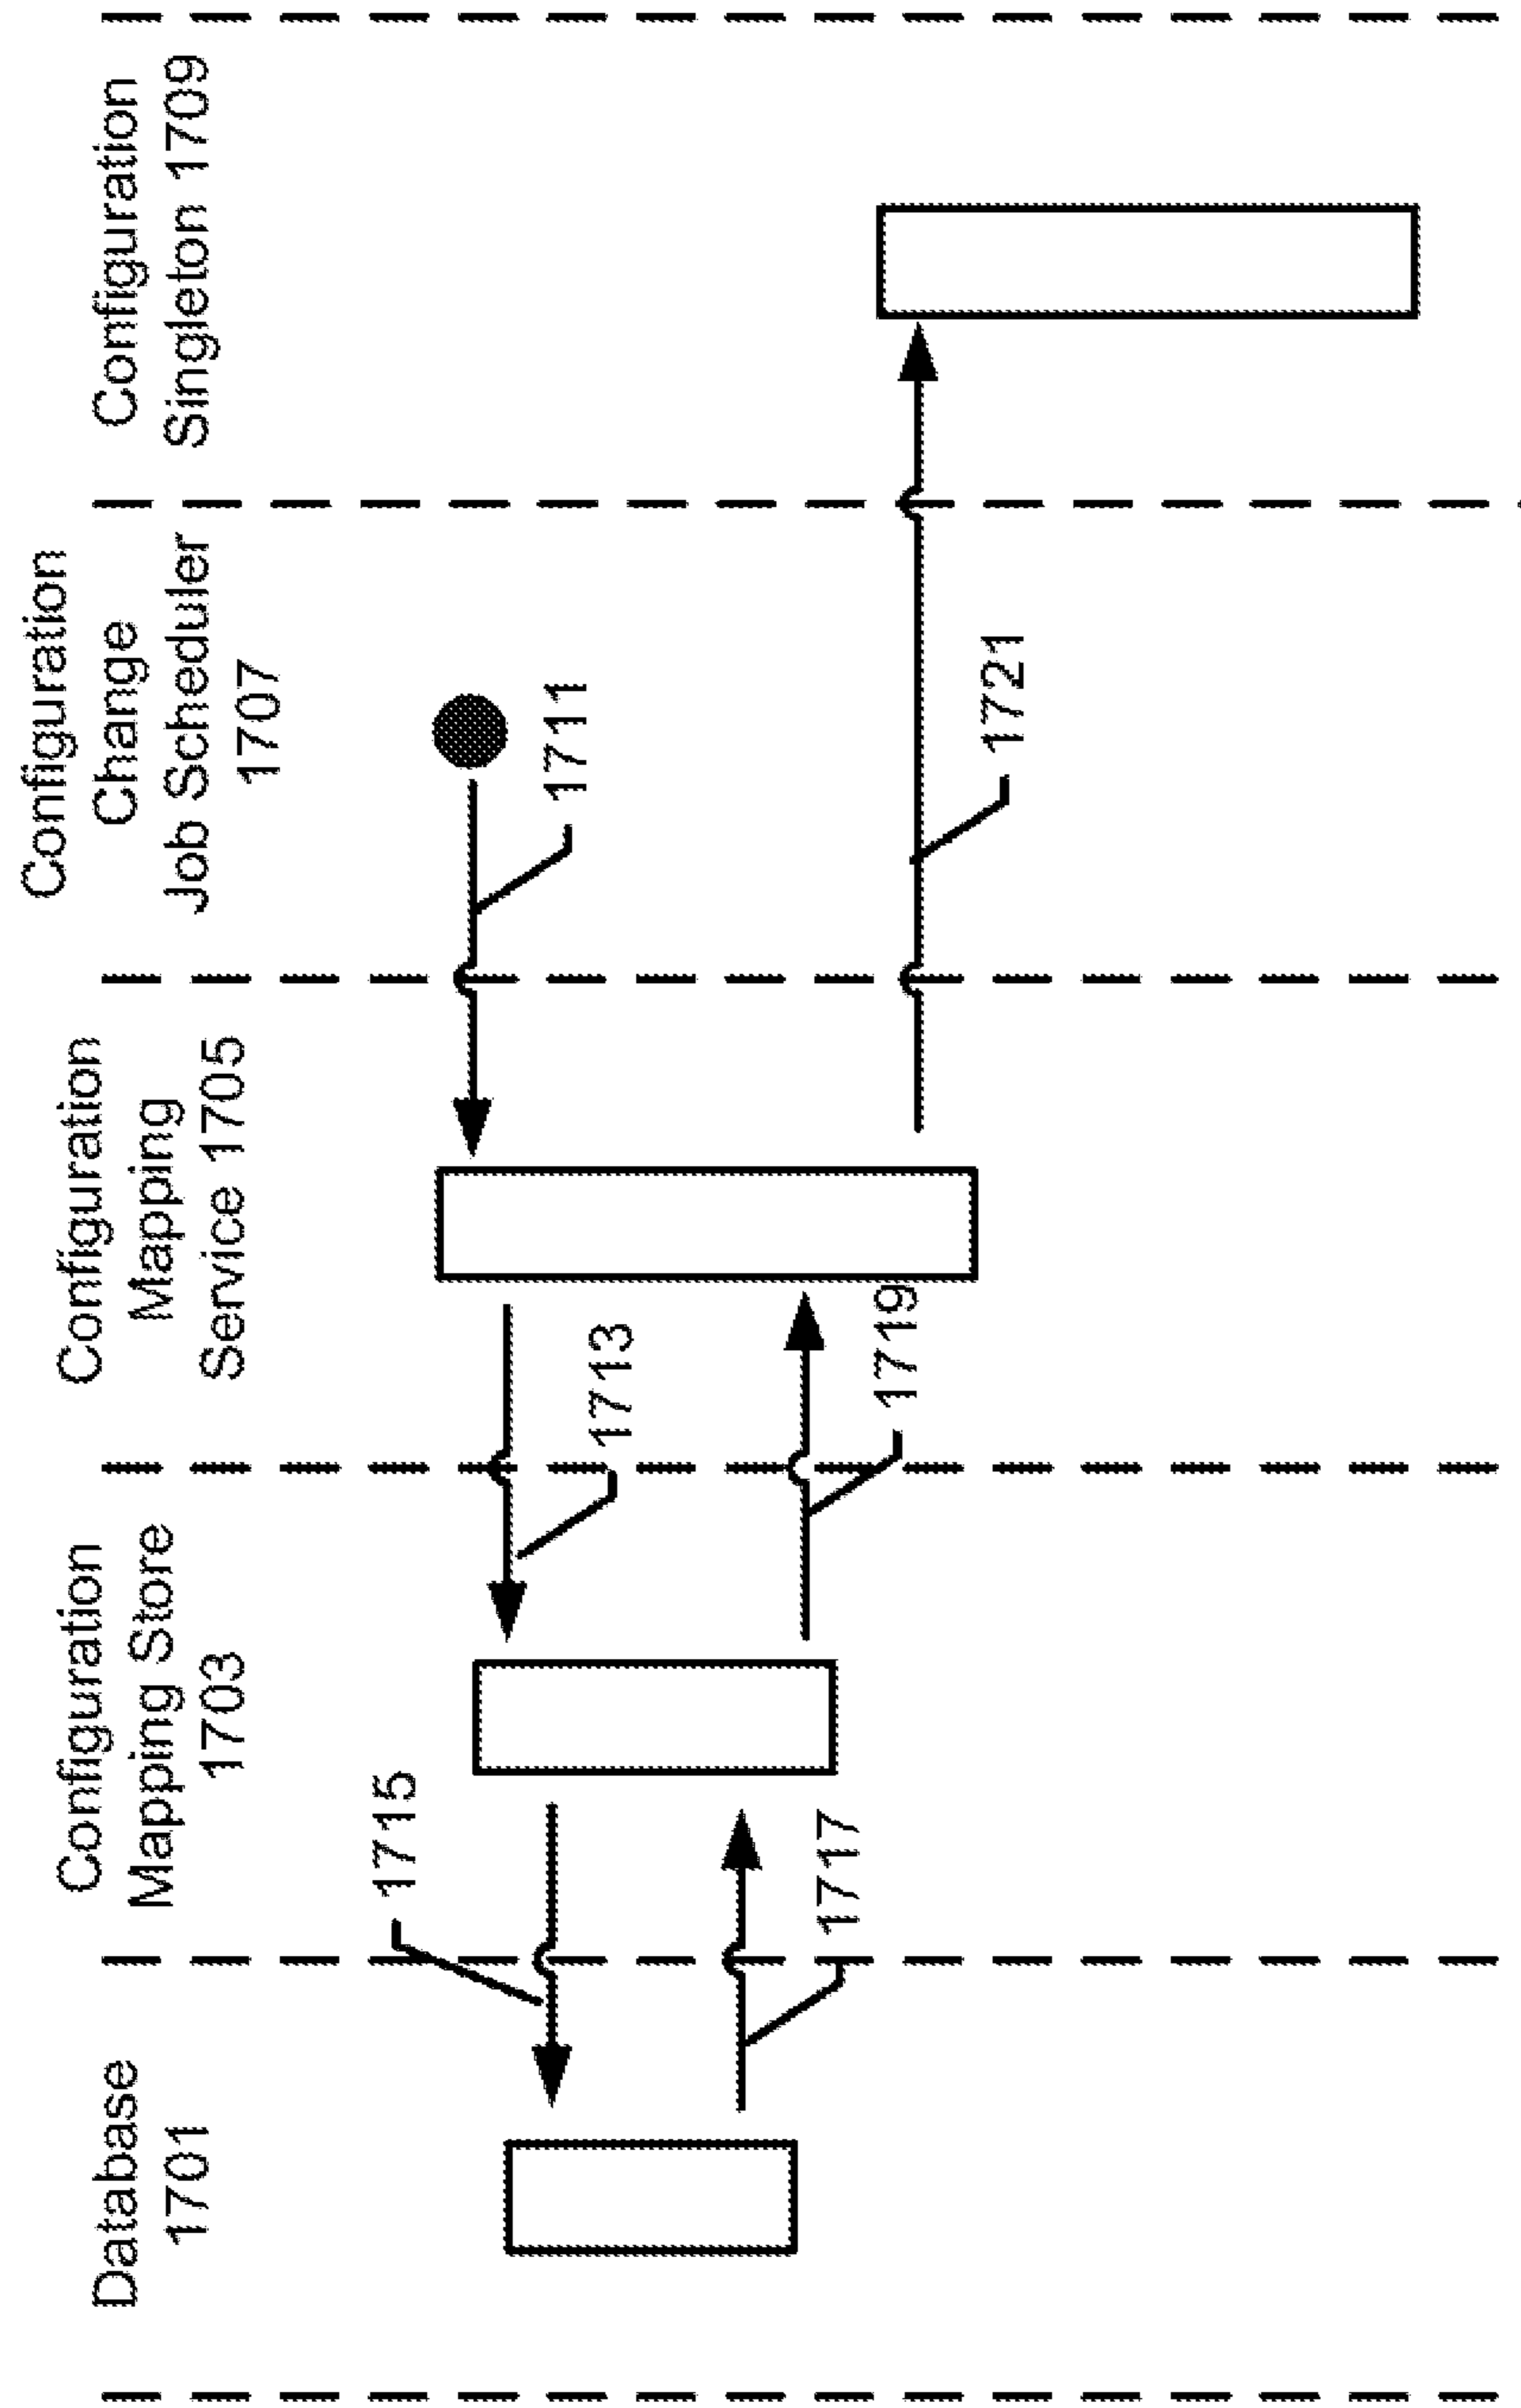 Database
1701
Configuration
Mapping Store
1703
Configuration
Mapping
Service 1705
Configuration
Change
Job Scheduler
1707
Configuration
Singleton 1709
1711
1713
1715
1717
1719
1721